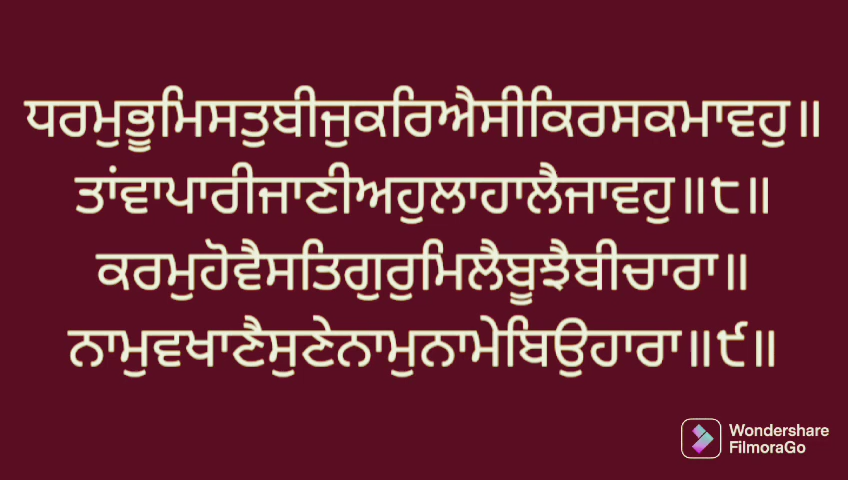 ਧਰਮੁਭੂਮਿਸਤੁਬੀਜੁਕਰਿਐਸੀਕਿਰਸਕਮਾਵਹੁ॥
ਤਾਂਵਾਪਾਰੀਜਾਣੀਅਹੁਲਾਹਾਲੈਜਾਵਹੁ॥੮॥
ਕਰਮੁਹੋਵੈਸਤਿਗੁਰੁਮਿਲੈਬੂਝੈਬੀਚਾਰਾ॥
ਨਾਮੁਵਖਾਣੈਸੁਣੇਨਾਮੁਨਾਮੇਬਿਉਹਾਰਾ॥੯॥
Wondershare
FilmoraGo